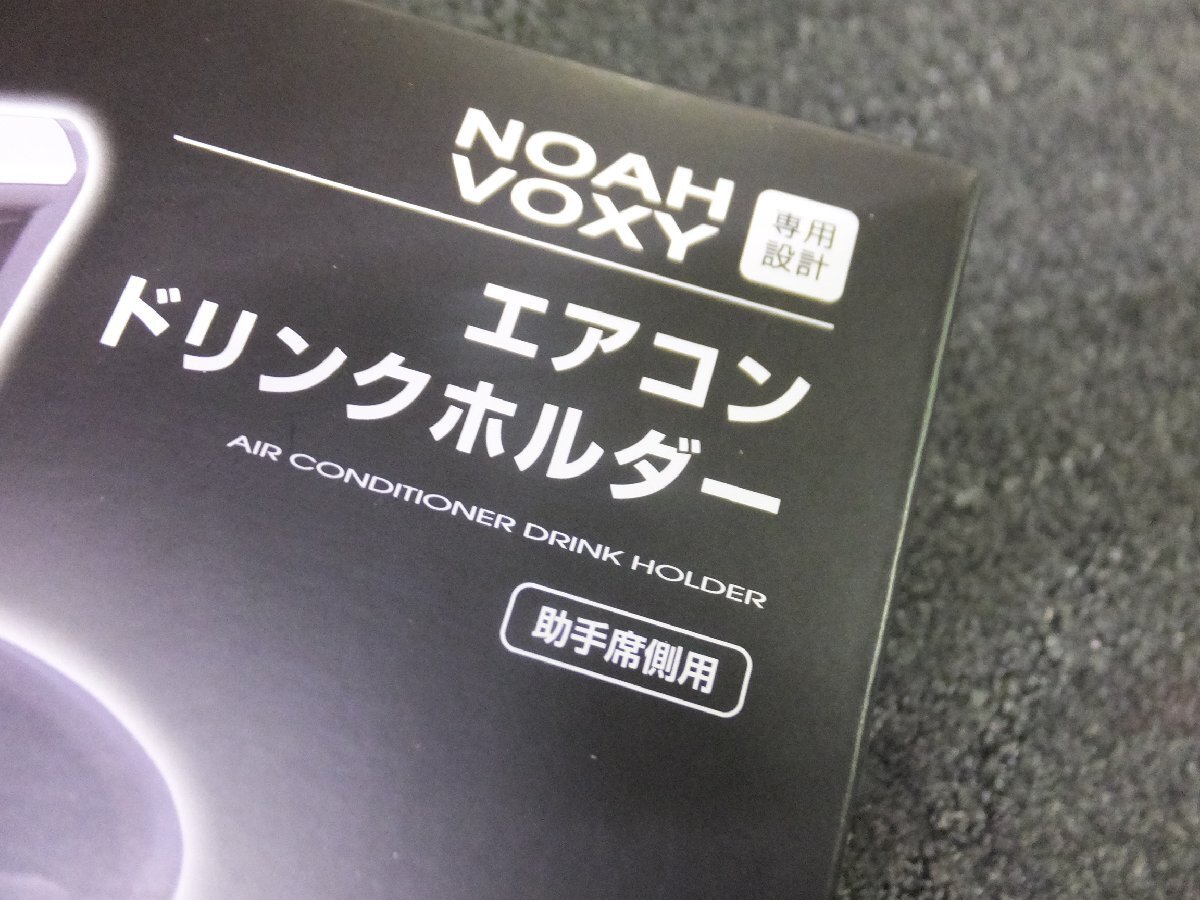 NOAH
VOXY
専用
設計
エアコン
ドリンクホルダー
AIR CONDITIONER DRINK HOLDER
助手席側用